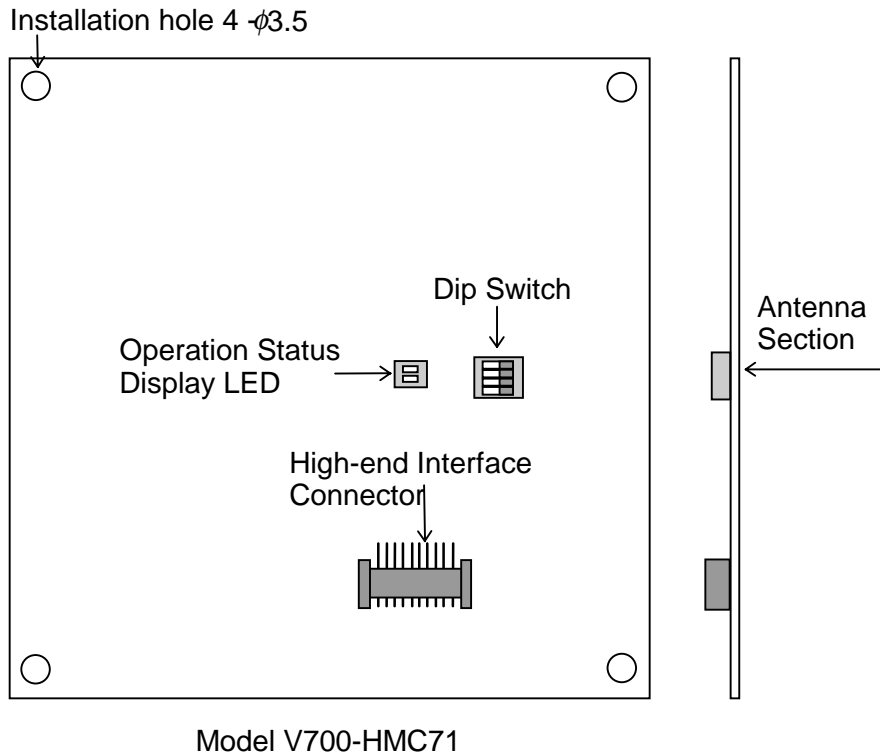 Installation hole 4 -ϕ3.5
Dip Switch
Antenna
Section
Operation Status
Display LED
High-end Interface
Connector
Model V700-HMC71